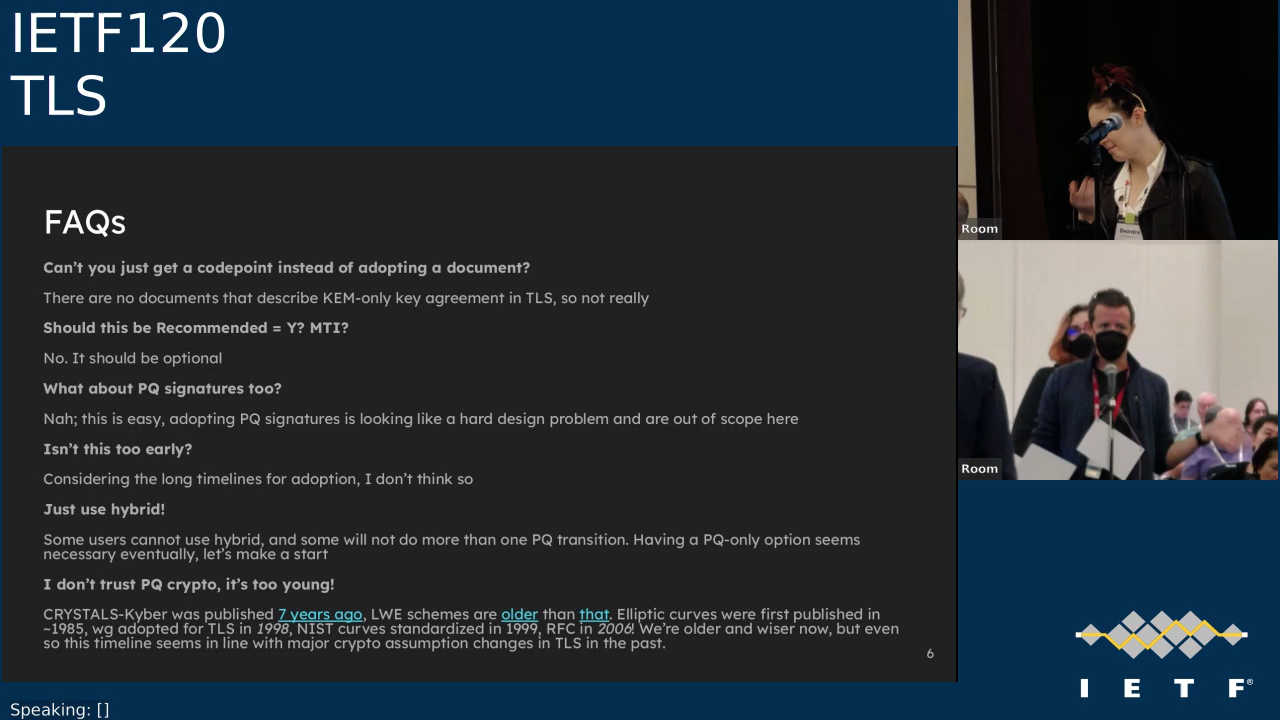 IETF120
TLS
FAQs
Can't you just get a codepoint instead of adopting a document?
There are no documents that describe KEM-only key agreement in TLS, so not really
Should this be Recommended = Y? MTI?
No. It should be optional
What about PQ signatures too?
Nah; this is easy, adopting PQ signatures is looking like a hard design problem and are out of scope here
Isn't this too early?
Considering the long timelines for adoption, I don't think so
Just use hybrid!
Some users cannot use hybrid, and some will not do more than one PQ transition. Having a PQ-only option seems
necessary eventually, let's make a start
I don't trust PQ crypto, it's too young!
CRYSTALS-Kyber was published 7 years ago, LWE schemes are older than that. Elliptic curves were first published in
~1985, wg adopted for TLS in 1998, NIST curves standardized in 1999, RFC in 2006! We're older and wiser now, but even
so this timeline seems in line with major crypto assumption changes in TLS in the past.
6
Room
Deirdre
Room
IETF®
Speaking: []